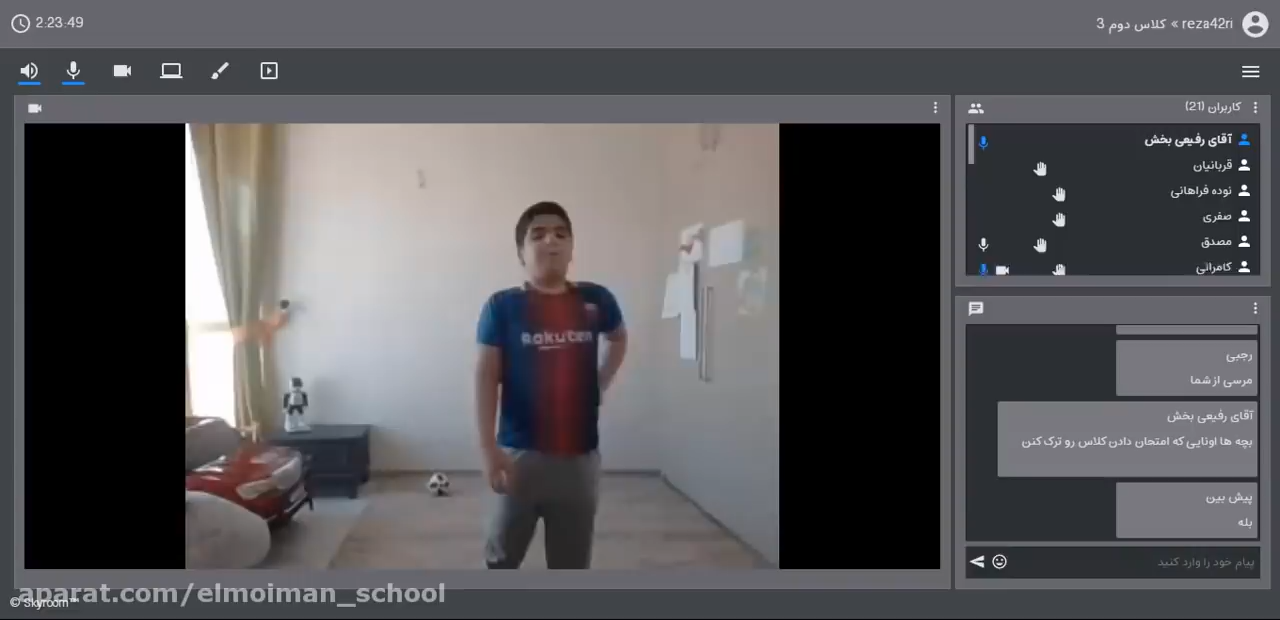 2:23:49
reza42ri » کلاس دوم 3
کاربران (21)
آقای رفیعی بخش
قربانیان
نوده فراهانی
صفری
مصدق
کامرانی
Rakuten
رجبی
مرسی از شما
آقای رفیعی بخش
بچه ها اونایی که امتحان دادن کلاس رو ترک کنن
پیش بین
بله
پیام خود را وارد کنید
aparat.com/elmoiman_school
© Skyroom™